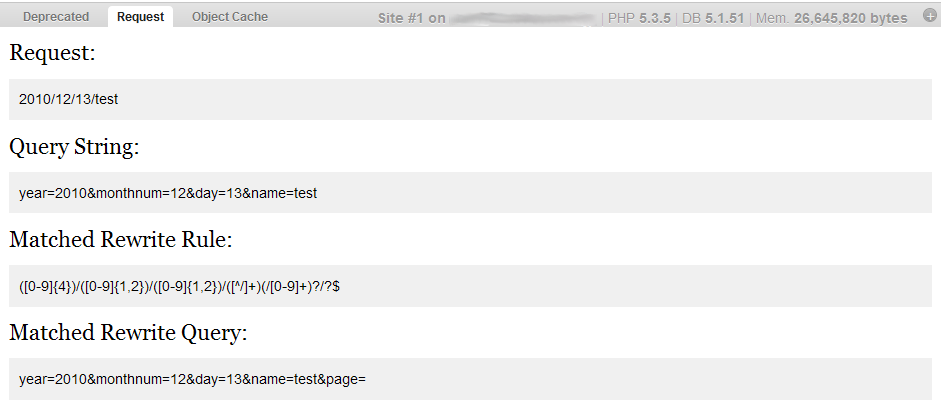 Deprecated Request Object Cache Site #1 on | PHP 5.3.5 | DB 5.1.51 | Mem. 26,645,820 bytes
Request:
2010/12/13/test
Query String:
year=2010&monthnum=12&day=13&name=test
Matched Rewrite Rule:
([0-9]{4})/([0-9]{1,2})/([0-9]{1,2})/([^/]+)(/[0-9]+)?/?$
Matched Rewrite Query:
year=2010&monthnum=12&day=13&name=test&page=